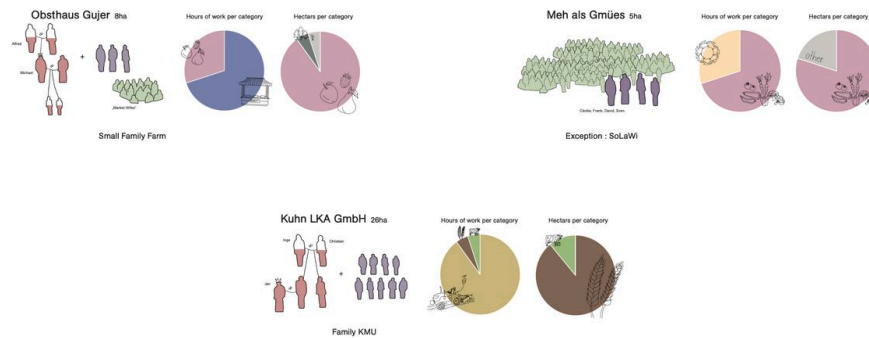 Obsthaus Gujer 8ha
Hours of work per category
Hectars per category
Alfred
Michael
+
„Market Wifes“
Small Family Farm
Meh als Gmües 5ha
Hours of work per category
Hectars per category
other
Exception : SoLaWi
Kuhn LKA GmbH 26ha
Hours of work per category
Hectars per category
Inge
Christian
+
Family KMU